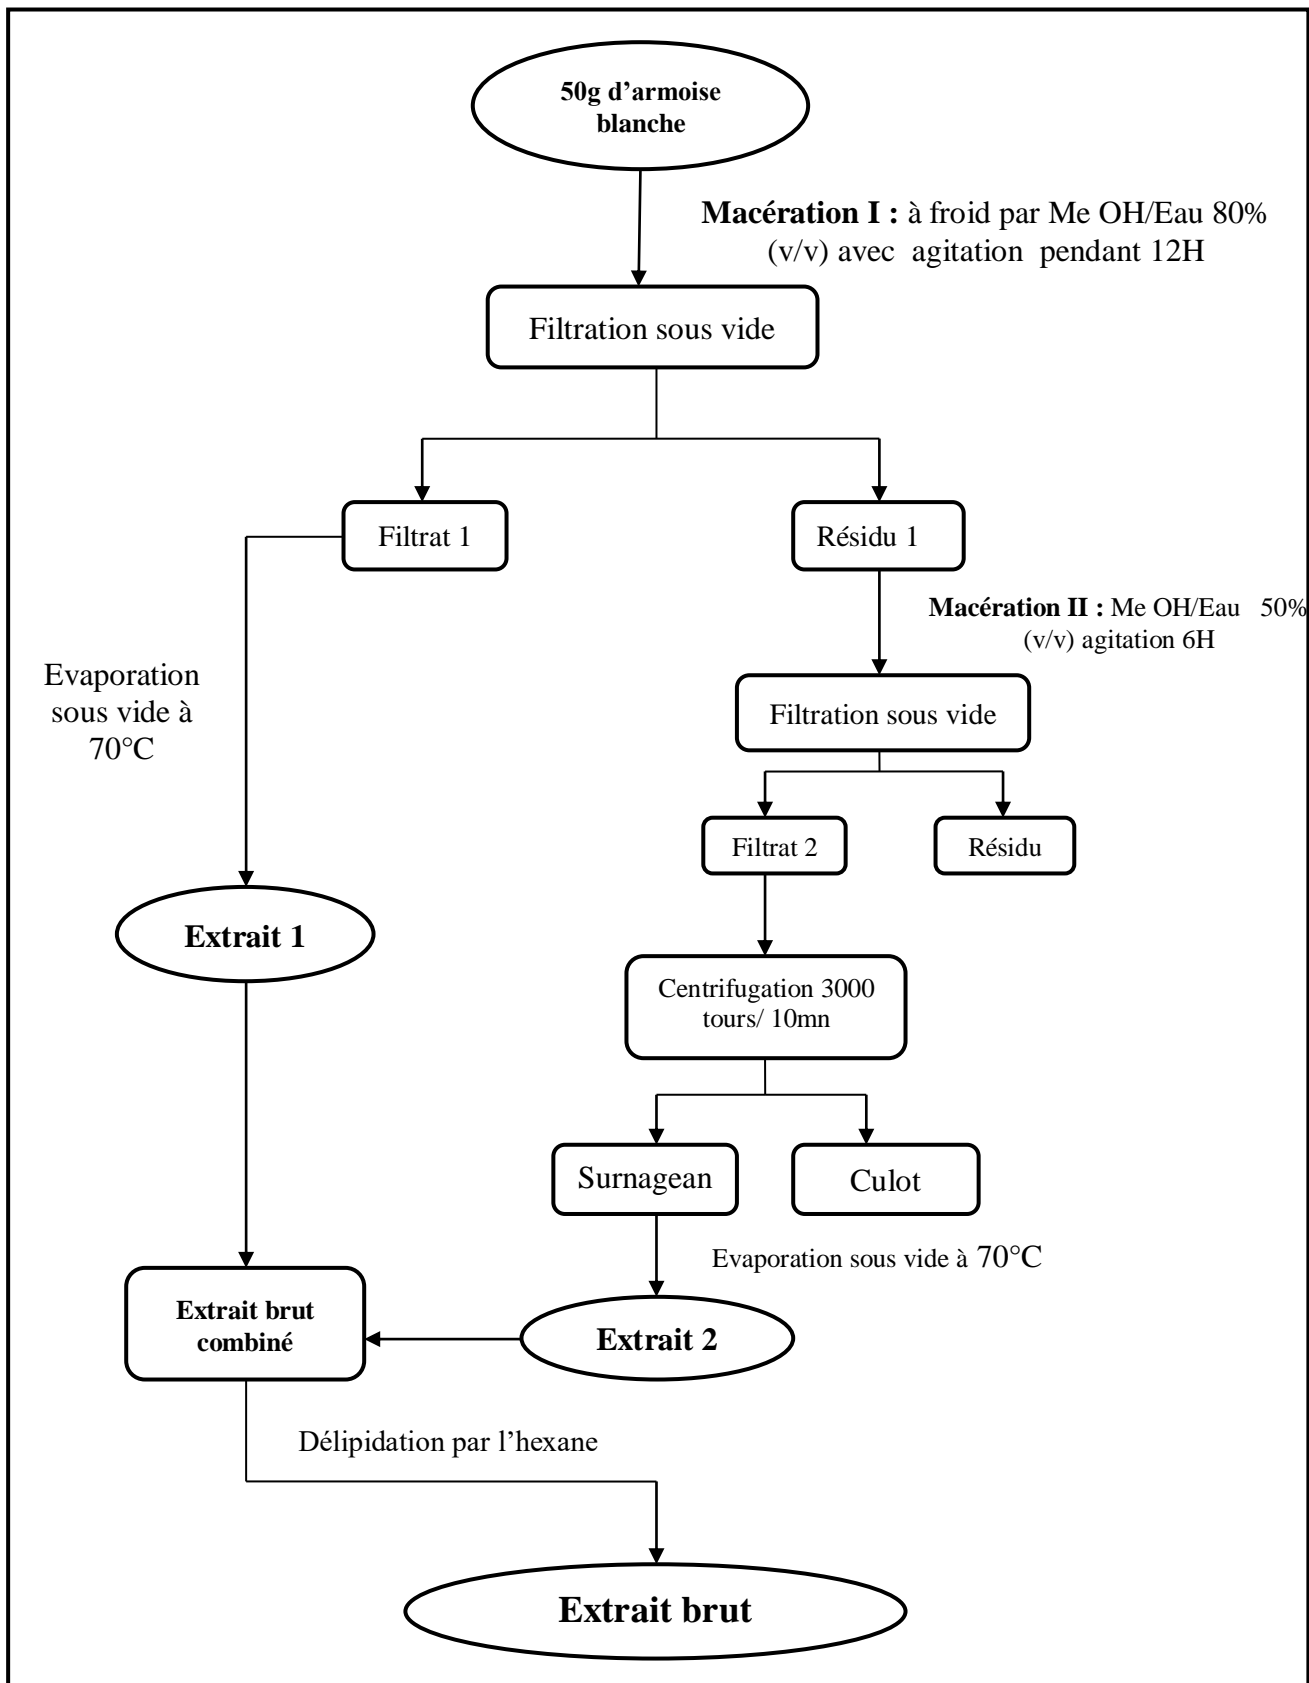 50g d’armoise
blanche
Macération I : à froid par Me OH/Eau 80%
(v/v) avec agitation pendant 12H
Filtration sous vide
Filtrat 1
Résidu 1
Macération II : Me OH/Eau 50%
(v/v) agitation 6H
Evaporation
sous vide à
70°C
Filtration sous vide
Filtrat 2
Résidu
Extrait 1
Centrifugation 3000
tours/ 10mn
Surnagean
Culot
Evaporation sous vide à 70°C
Extrait brut
combiné
Extrait 2
Délipidation par l’hexane
Extrait brut